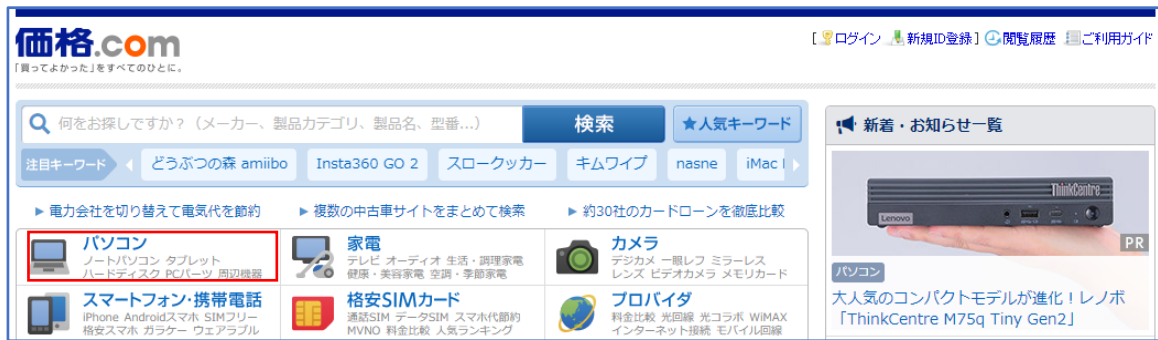 価格.com
「買ってよかった」をすべてのひとに。
[ログイン 新規ID登録] 閲覧履歴 ご利用ガイド
何をお探しですか？（メーカー、製品カテゴリ、製品名、型番...）
検索
★人気キーワード
注目キーワード
どうぶつの森 amiibo
Insta360 GO 2
スロークッカー
キムワイプ
nasne
iMac
▶電力会社を切り替えて電気代を節約
▶複数の中古車サイトをまとめて検索
▶約30社のカードローンを徹底比較
パソコン
ノートパソコン タブレット
ハードディスク PCパーツ 周辺機器
家電
テレビ オーディオ 生活・調理家電
健康・美容家電 空調・季節家電
カメラ
デジカメ 一眼レフ ミラーレス
レンズ ビデオカメラ メモリカード
スマートフォン・携帯電話
iPhone Androidスマホ SIMフリー
格安スマホ ガラケー ウェアラブル
格安SIMカード
通話SIM データSIM スマホ代節約
MVNO 料金比較 人気ランキング
プロバイダ
料金比較 光回線 光コラボ WiMAX
インターネット接続 モバイル回線
新着・お知らせ一覧
ThinkCentre
Lenovo
PR
パソコン
大人気のコンパクトモデルが進化！レノボ
「ThinkCentre M75q Tiny Gen2」